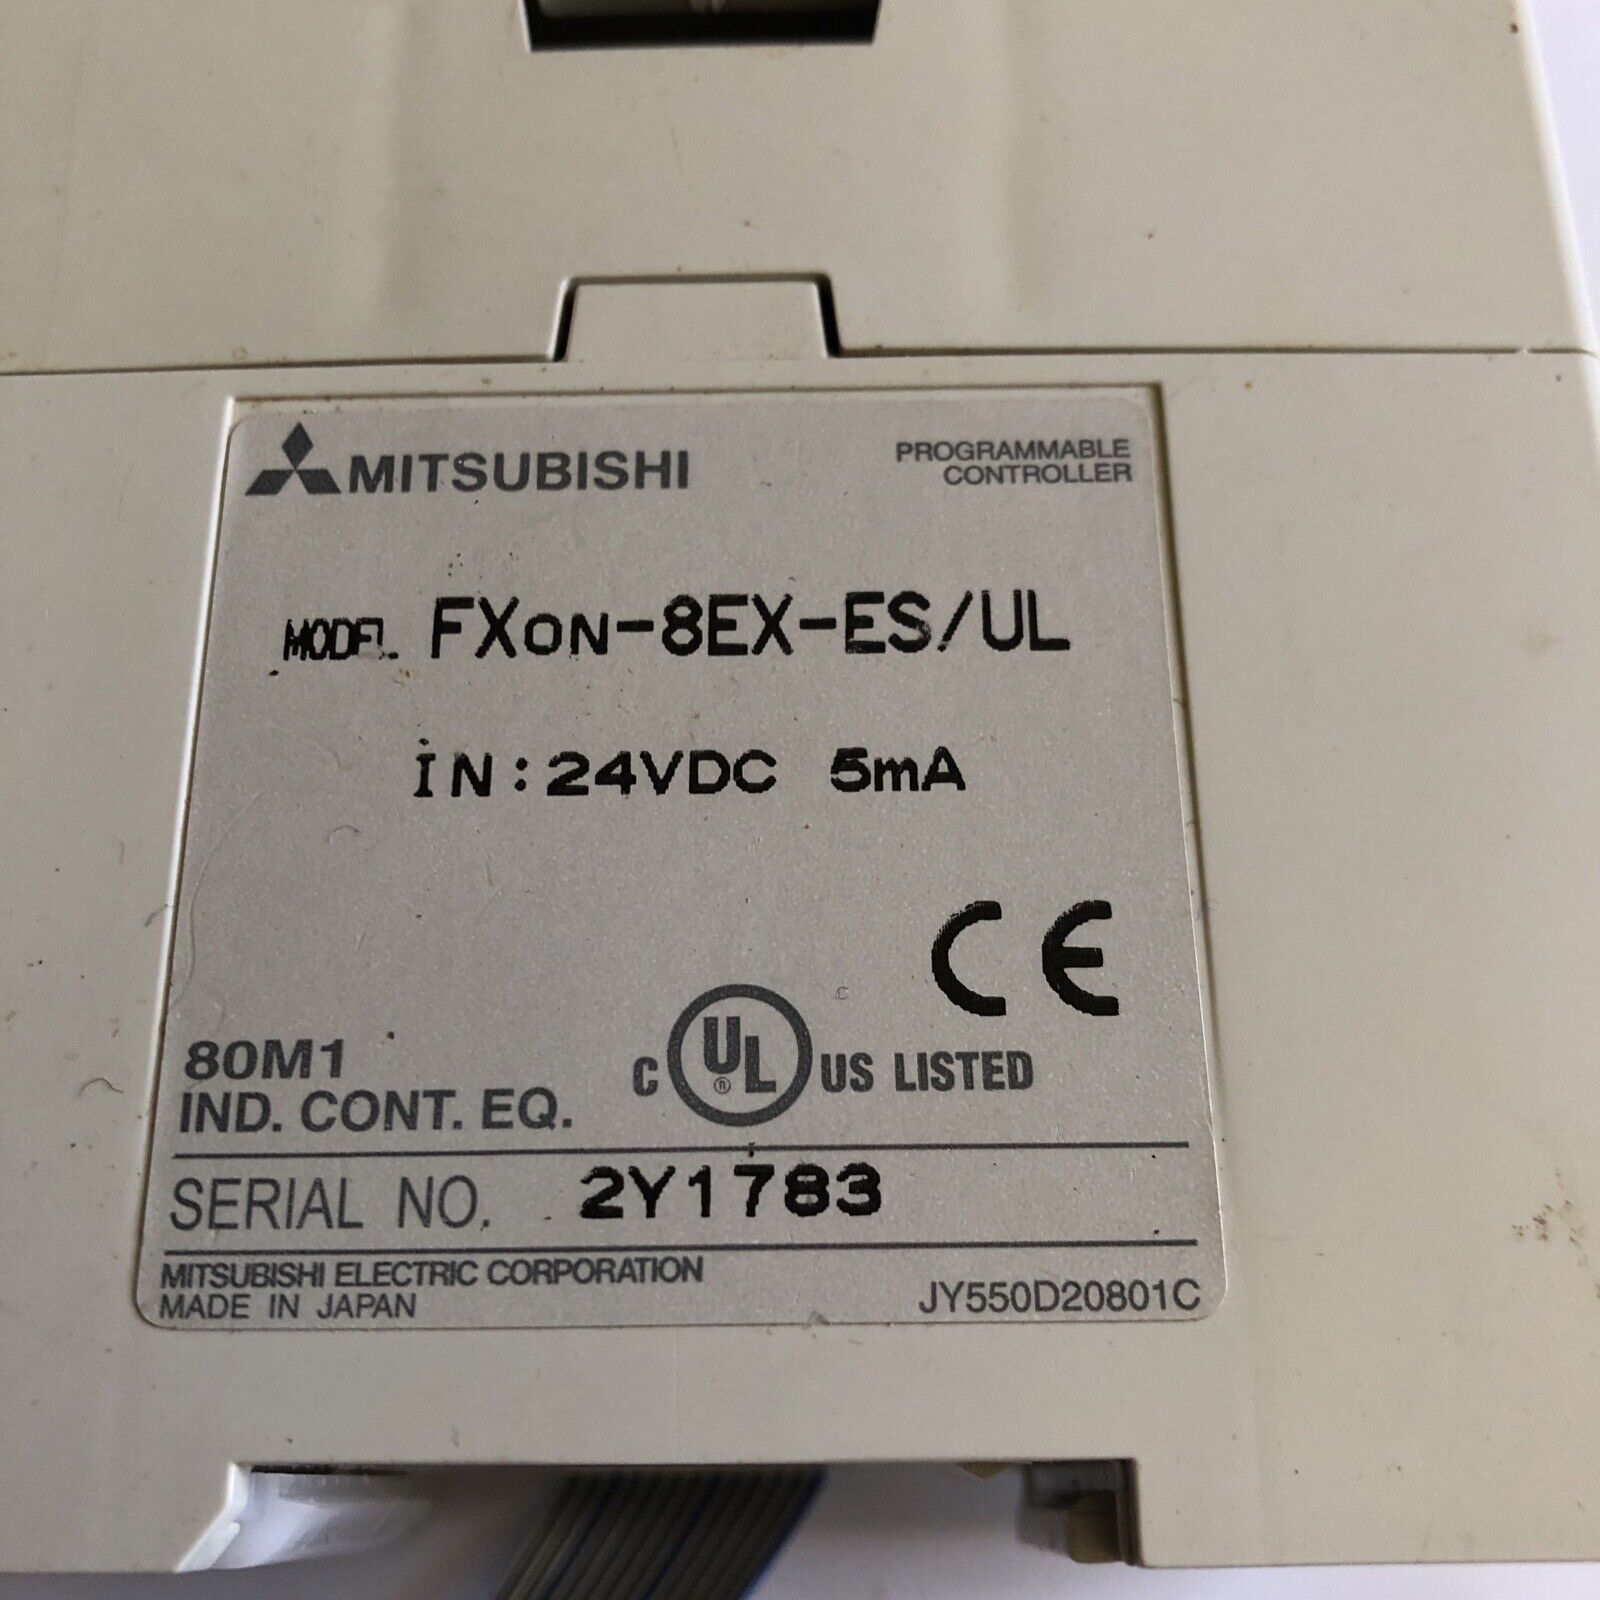 MITSUBISHI
PROGRAMMABLE
CONTROLLER
MODEL FX0N-8EX-ES/UL
IN:24VDC 5mA
CE
80M1
IND. CONT. EQ.
C UL ® US LISTED
SERIAL NO. 2Y1783
MITSUBISHI ELECTRIC CORPORATION
MADE IN JAPAN
JY550D20801C